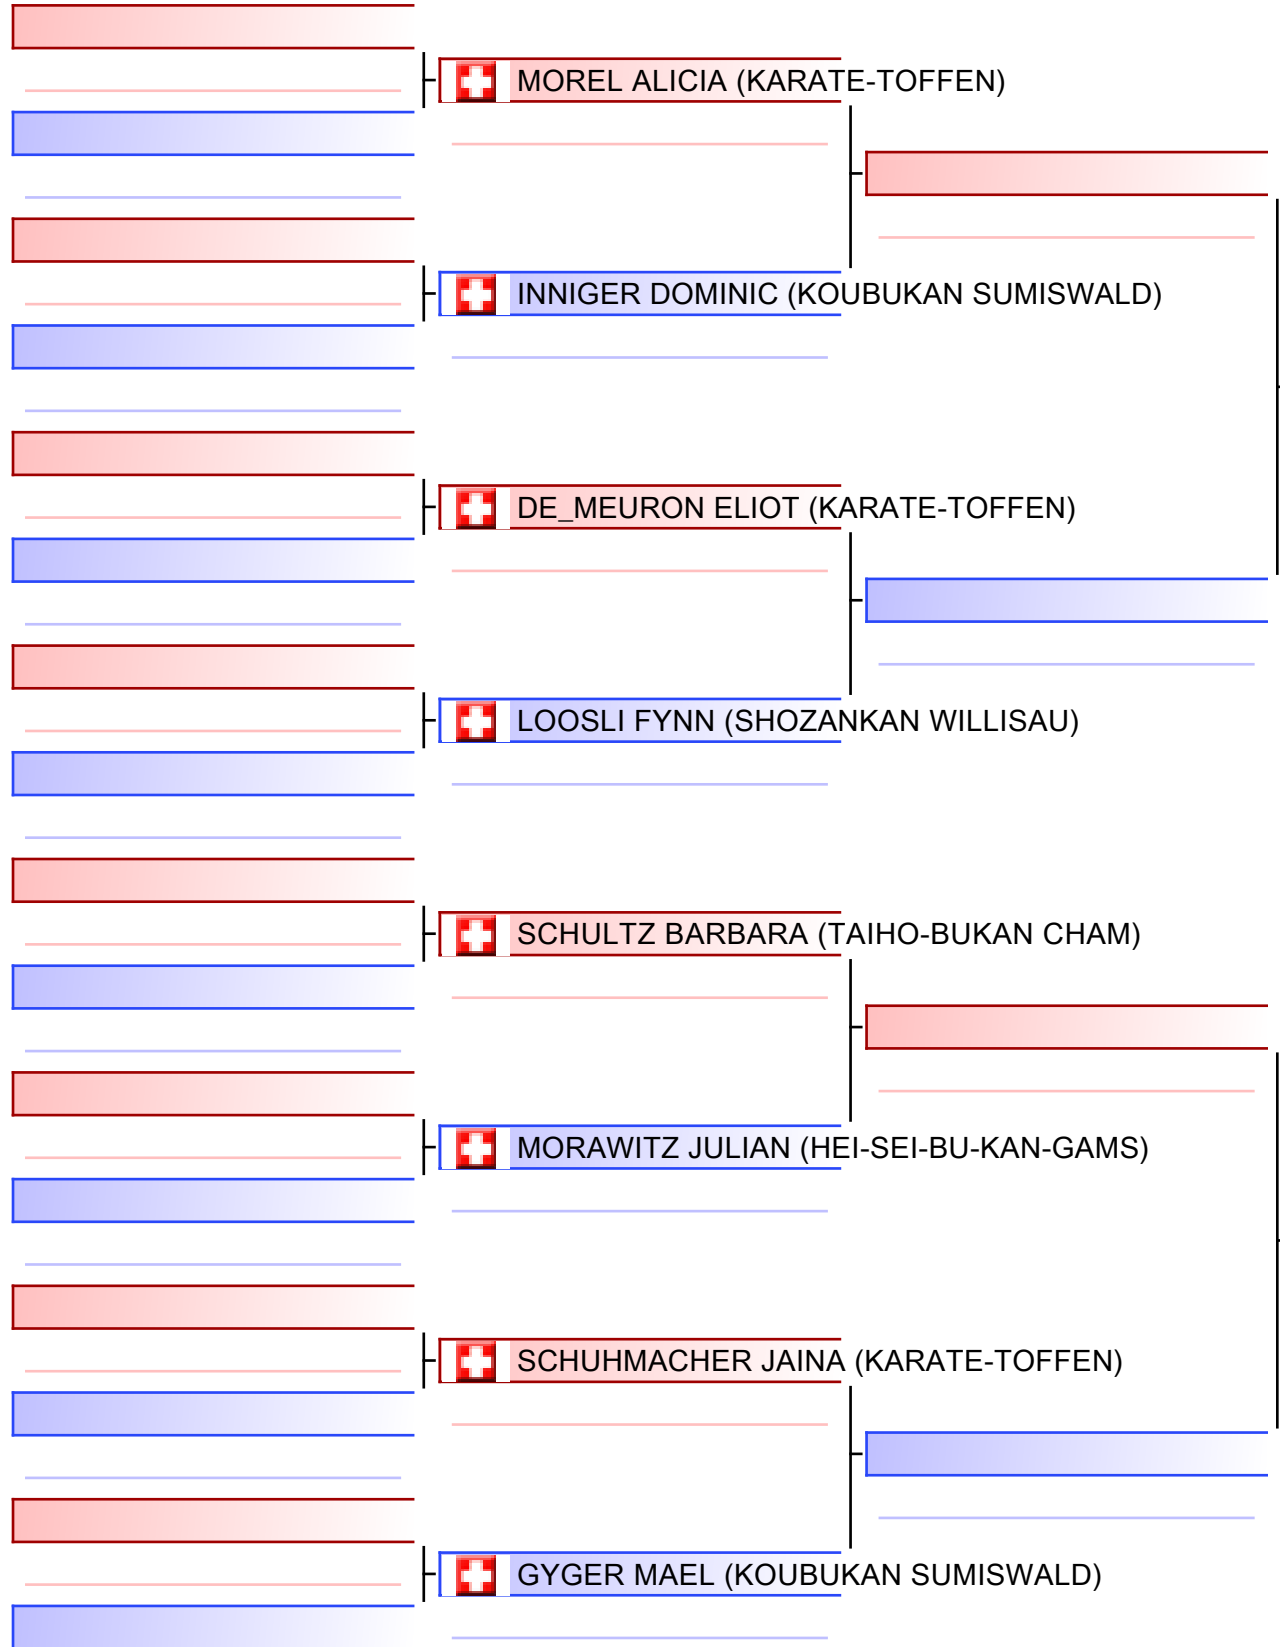 MOREL ALICIA (KARATE-TOFFEN)
INNIGER DOMINIC (KOUBUKAN SUMISWALD)
DE_MEURON ELIOT (KARATE-TOFFEN)
LOOSLI FYNN (SHOZANKAN WILLISAU)
SCHULTZ BARBARA (TAIHO-BUKAN CHAM)
MORAWITZ JULIAN (HEI-SEI-BU-KAN-GAMS)
SCHUHMACHER JAINA (KARATE-TOFFEN)
GYGER MAEL (KOUBUKAN SUMISWALD)